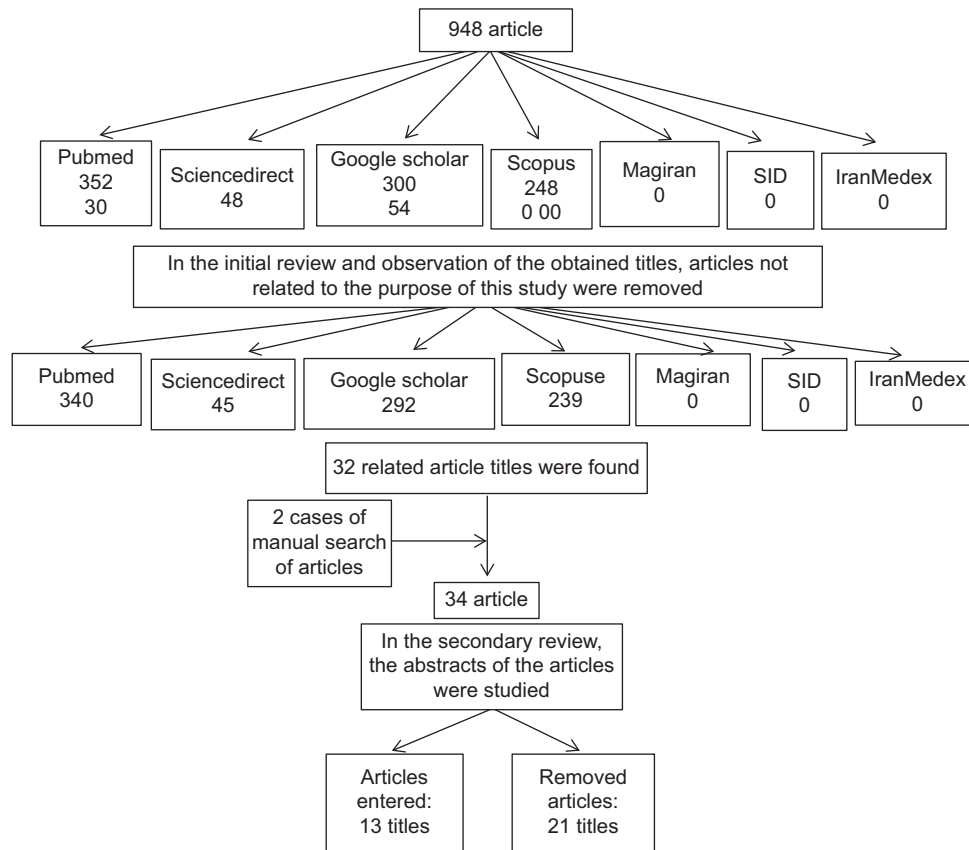 948 article
Pubmed
352
30
Sciencedirect
48
Google scholar
300
54
Scopus
248
0 00
Magiran
0
SID
0
IranMedex
0
In the initial review and observation of the obtained titles, articles not
related to the purpose of this study were removed
Pubmed
340
Sciencedirect
45
Google scholar
292
Scopuse
239
Magiran
0
SID
0
IranMedex
0
32 related article titles were found
2 cases of
manual search
of articles
34 article
In the secondary review,
the abstracts of the articles
were studied
Articles
entered:
13 titles
Removed
articles:
21 titles